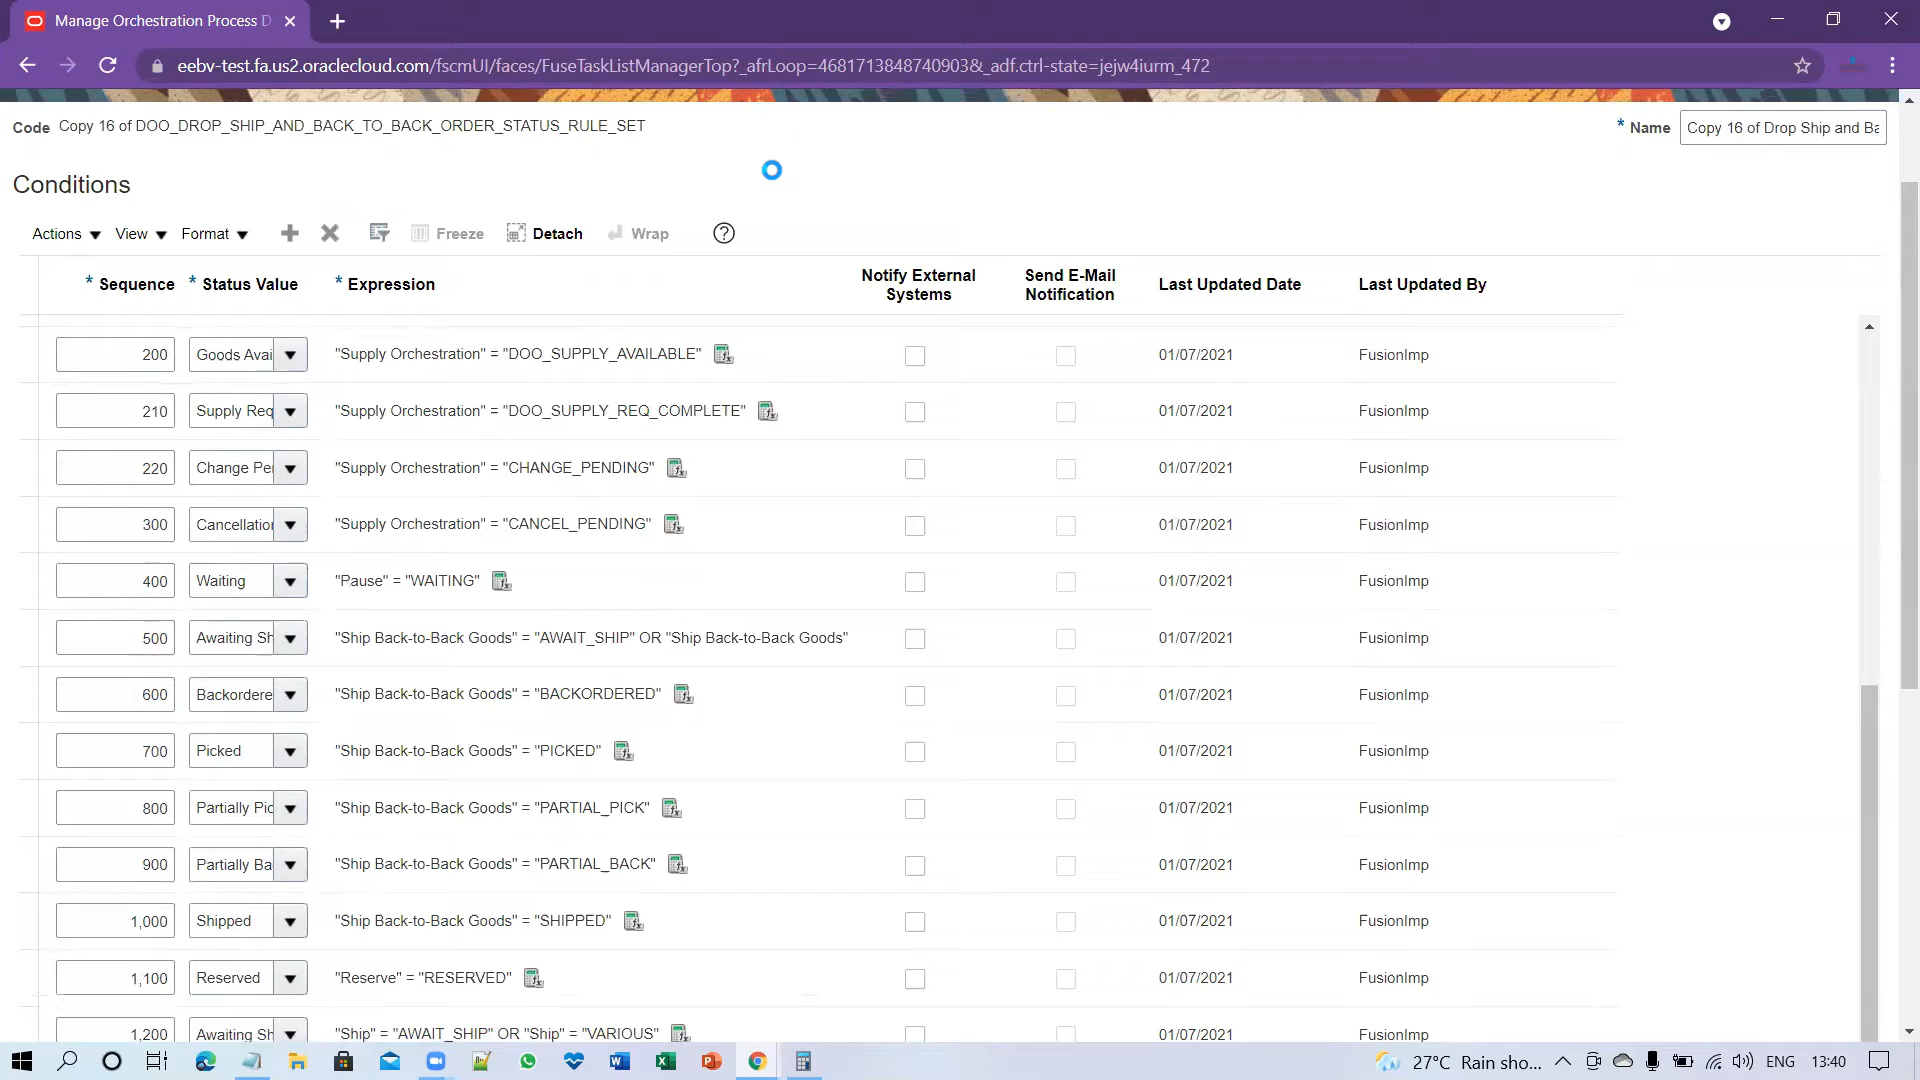 Manage Orchestration Process D
eebv-test.fa.us2.oraclecloud.com/fscmUI/faces/FuseTaskListManagerTop?_afrLoop=4681713848740903&_adf.ctrl-state=jejw4iurm_472
Code Copy 16 of DOO_DROP_SHIP_AND_BACK_TO_BACK_ORDER_STATUS_RULE_SET * Name Copy 16 of Drop Ship and Ba
Conditions
Actions View Format Freeze Detach Wrap ?
* Sequence * Status Value * Expression Notify External Systems Send E-Mail Notification Last Updated Date Last Updated By
200 Goods Avai "Supply Orchestration" = "DOO_SUPPLY_AVAILABLE" 01/07/2021 FusionImp
210 Supply Req "Supply Orchestration" = "DOO_SUPPLY_REQ_COMPLETE" 01/07/2021 FusionImp
220 Change Pe "Supply Orchestration" = "CHANGE_PENDING" 01/07/2021 FusionImp
300 Cancellation "Supply Orchestration" = "CANCEL_PENDING" 01/07/2021 FusionImp
400 Waiting "Pause" = "WAITING" 01/07/2021 FusionImp
500 Awaiting Sh "Ship Back-to-Back Goods" = "AWAIT_SHIP" OR "Ship Back-to-Back Goods" 01/07/2021 FusionImp
600 Backordere "Ship Back-to-Back Goods" = "BACKORDERED" 01/07/2021 FusionImp
700 Picked "Ship Back-to-Back Goods" = "PICKED" 01/07/2021 FusionImp
800 Partially Pic "Ship Back-to-Back Goods" = "PARTIAL_PICK" 01/07/2021 FusionImp
900 Partially Ba "Ship Back-to-Back Goods" = "PARTIAL_BACK" 01/07/2021 FusionImp
1,000 Shipped "Ship Back-to-Back Goods" = "SHIPPED" 01/07/2021 FusionImp
1,100 Reserved "Reserve" = "RESERVED" 01/07/2021 FusionImp
1,200 Awaiting Sh "Ship" = "AWAIT_SHIP" OR "Ship" = "VARIOUS" 01/07/2021 FusionImp
27°C Rain sho... ENG 13:40